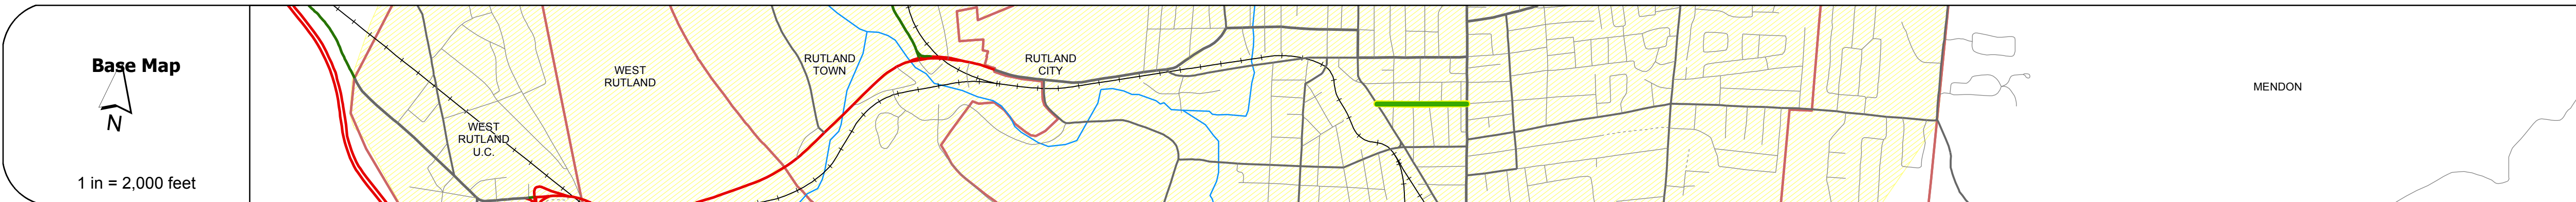 Base Map
N
1 in = 2,000 feet
WEST
RUTLAND
U.C.
WEST
RUTLAND
RUTLAND
TOWN
RUTLAND
CITY
MENDON